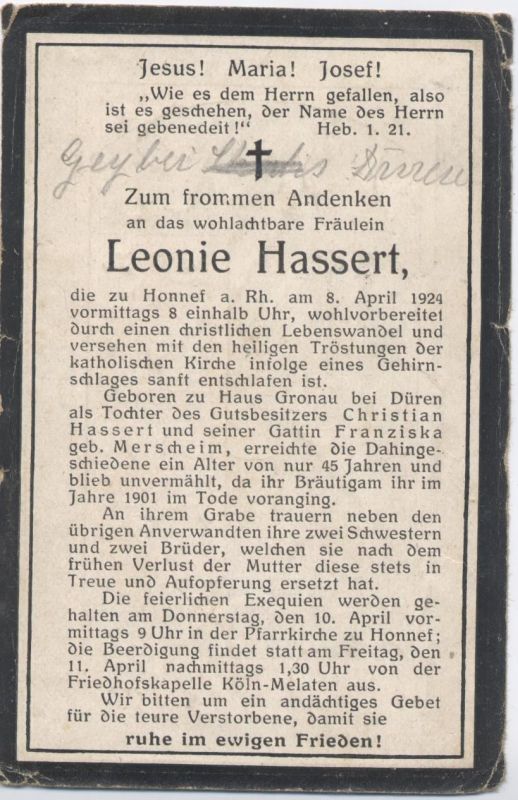 Jesus! Maria! Josef!
„Wie es dem Herrn gefallen, also
ist es geschehen, der Name des Herrn
sei gebenedeit!“ Heb. 1. 21.
bei
Zum frommen Andenken
an das wohlachtbare Fräulein
Leonie Hassert,
die zu Honnef a. Rh. am 8. April 1924
vormittags 8 einhalb Uhr, wohlvorbereitet
durch einen christlichen Lebenswandel und
versehen mit den heiligen Tröstungen der
katholischen Kirche infolge eines Gehirn-
schlages sanft entschlafen ist.
Geboren zu Haus Gronau bei Düren
als Tochter des Gutsbesitzers Christian
Hassert und seiner Gattin Franziska
geb. Merscheim, erreichte die Dahinge-
schiedene ein Alter von nur 45 Jahren und
blieb unvermählt, da ihr Bräutigam ihr im
Jahre 1901 im Tode voranging.
An ihrem Grabe trauern neben den
übrigen Anverwandten ihre zwei Schwestern
und zwei Brüder, welchen sie nach dem
frühen Verlust der Mutter diese stets in
Treue und Aufopferung ersetzt hat.
Die feierlichen Exequien werden ge-
halten am Donnerstag, den 10. April vor-
mittags 9 Uhr in der Pfarrkirche zu Honnef;
die Beerdigung findet statt am Freitag, den
11. April nachmittags 1,30 Uhr von der
Friedhofskapelle Köln-Melaten aus.
Wir bitten um ein andächtiges Gebet
für die teure Verstorbene, damit sie
ruhe im ewigen Frieden!